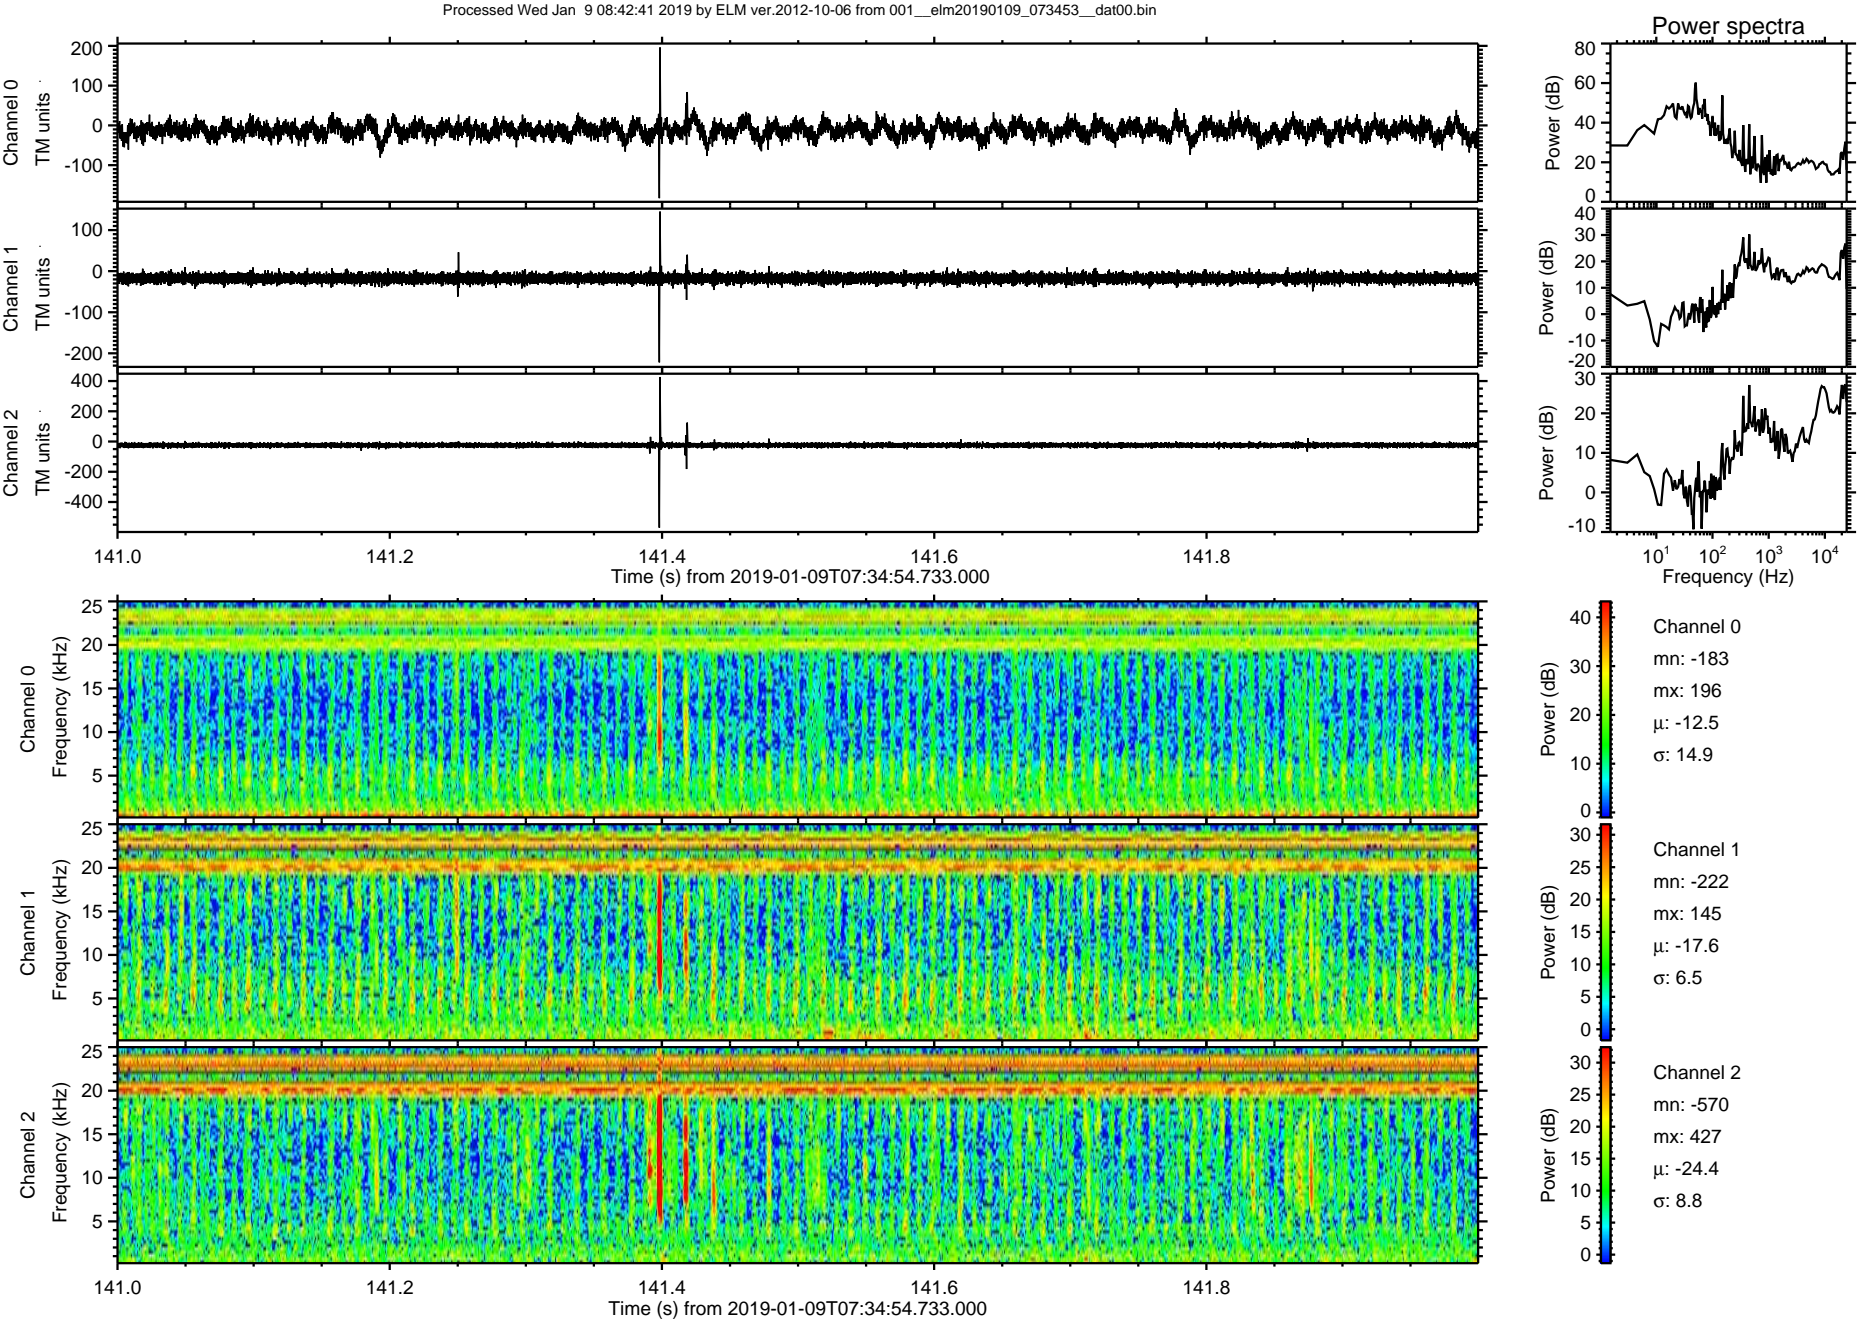 Processed Wed Jan  9 08:42:41 2019 by ELM ver.2012-10-06 from 001__elm20190109_073453__dat00.bin
Power spectra
Channel 0
TM units
200
100
0
-100
Power (dB)
80
60
40
20
0
Channel 1
TM units
100
0
-100
-200
Power (dB)
40
30
20
10
0
-10
-20
Channel 2
TM units
400
200
0
-200
-400
Power (dB)
30
20
10
0
-10
141.0 141.2 141.4 141.6 141.8
Time (s) from 2019-01-09T07:34:54.733.000
10¹ 10² 10³ 10⁴
Frequency (Hz)
Channel 0
Frequency (kHz)
25
20
15
10
5
Power (dB)
40
30
20
10
0
Channel 0
mn: -183
mx: 196
μ: -12.5
σ: 14.9
Channel 1
Frequency (kHz)
25
20
15
10
5
Power (dB)
30
25
20
15
10
5
0
Channel 1
mn: -222
mx: 145
μ: -17.6
σ: 6.5
Channel 2
Frequency (kHz)
25
20
15
10
5
Power (dB)
30
25
20
15
10
5
0
Channel 2
mn: -570
mx: 427
μ: -24.4
σ: 8.8
141.0 141.2 141.4 141.6 141.8
Time (s) from 2019-01-09T07:34:54.733.000